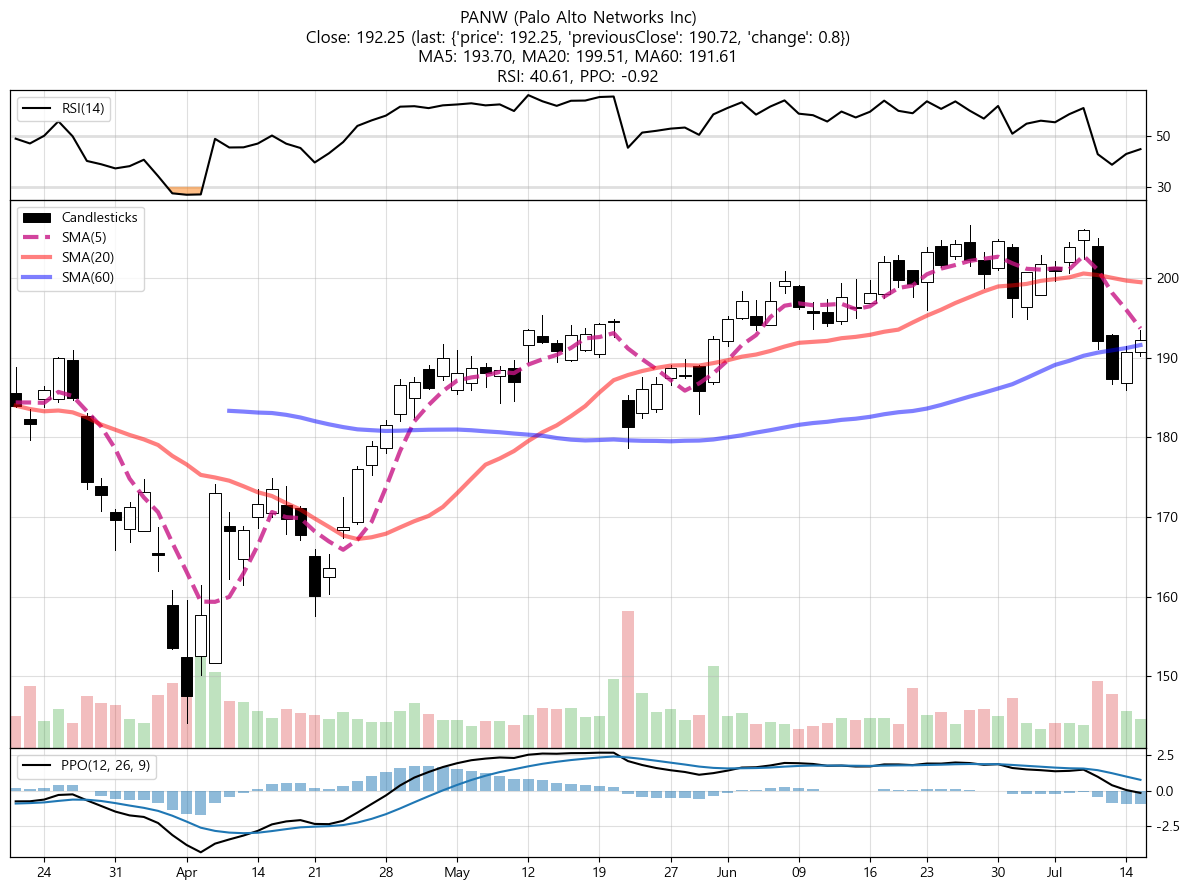 PANW (Palo Alto Networks Inc)
Close: 192.25 (last: {'price': 192.25, 'previousClose': 190.72, 'change': 0.8})
MA5: 193.70, MA20: 199.51, MA60: 191.61
RSI: 40.61, PPO: -0.92
RSI(14)
50
30
Candlesticks
SMA(5)
SMA(20)
SMA(60)
200
190
180
170
160
150
PPO(12, 26, 9)
2.5
0.0
-2.5
24 31 Apr 14 21 28 May 12 19 27 Jun 09 16 23 30 Jul 14